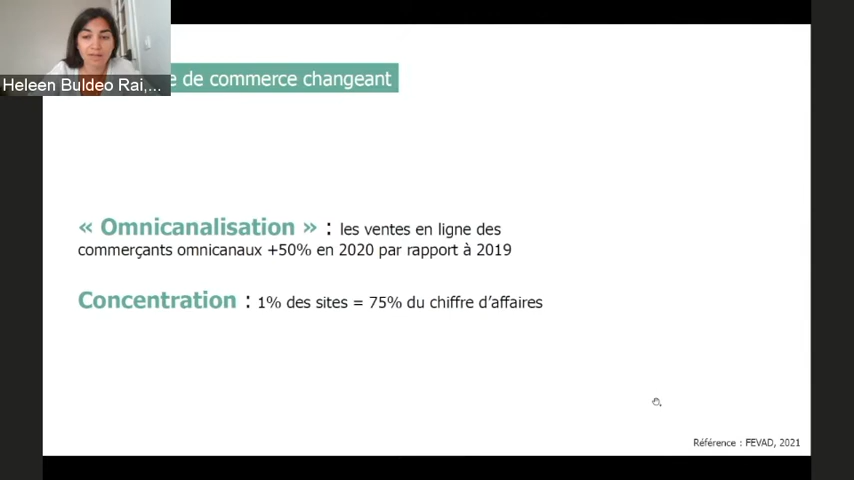 e de commerce changeant
Heleen Buldeo Rai,...
« Omnicanalisation » : les ventes en ligne des
commerçants omnicanaux +50% en 2020 par rapport à 2019
Concentration : 1% des sites = 75% du chiffre d’affaires
Référence : FEVAD, 2021